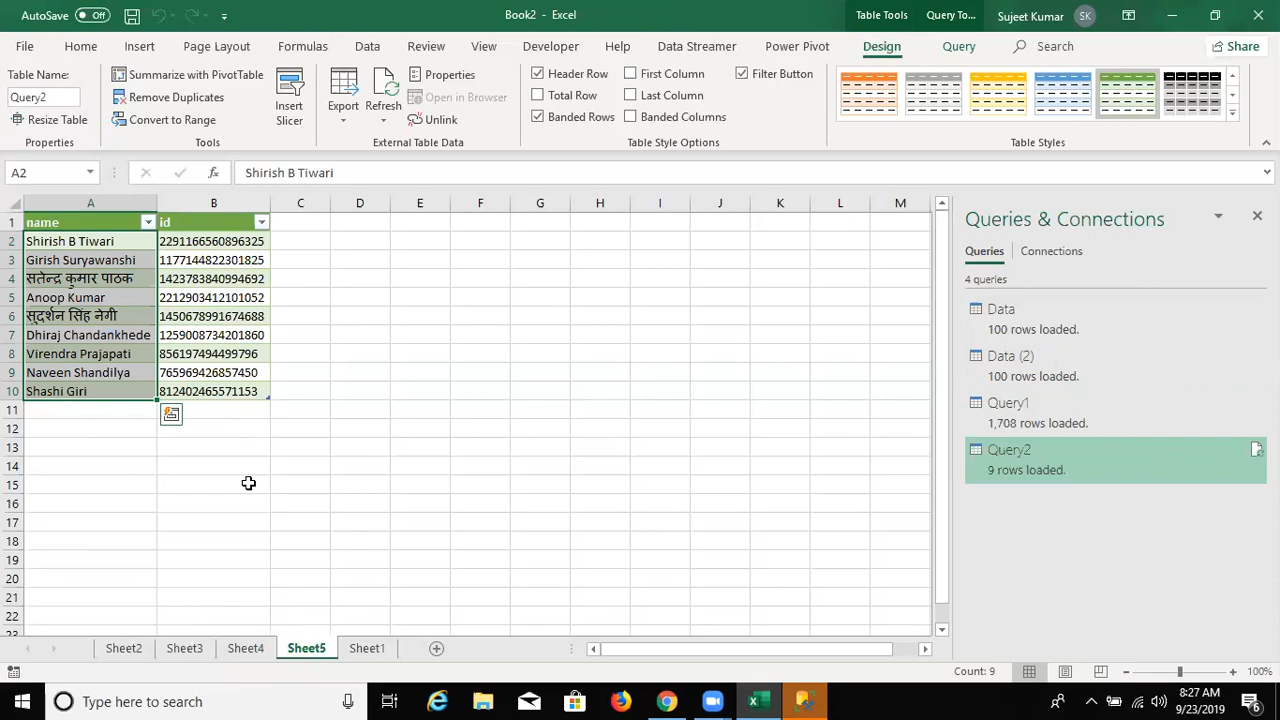 AutoSave Off Book2 - Excel Table Tools Query To... Sujeet Kumar SK
File Home Insert Page Layout Formulas Data Review View Developer Help Data Streamer Power Pivot Design Query Search Share
Table Name:
Query2
Resize Table
Properties
Summarize with PivotTable
Remove Duplicates
Convert to Range
Tools
Insert
Slicer
Export
Refresh
Properties
Open in Browser
Unlink
External Table Data
Header Row First Column Filter Button
Total Row Last Column
Banded Rows Banded Columns
Table Style Options
Table Styles
A2 fx Shirish B Tiwari
A B C D E F G H I J K L M
1 name id
2 Shirish B Tiwari 2291166560896325
3 Girish Suryawanshi 1177144822301825
4 सतेन्द्र कुमार पाठक 1423783840994692
5 Anoop Kumar 2212903412101052
6 सुदर्शन सिंह नेगी 1450678991674688
7 Dhiraj Chandankhede 1259008734201860
8 Virendra Prajapati 856197494499796
9 Naveen Shandilya 765969426857450
10 Shashi Giri 812402465571153
11
12
13
14
15
16
17
18
19
20
21
22
23
Queries & Connections
Queries Connections
4 queries
Data
100 rows loaded.
Data (2)
100 rows loaded.
Query1
1,708 rows loaded.
Query2
9 rows loaded.
Sheet2 Sheet3 Sheet4 Sheet5 Sheet1
Count: 9 100%
Type here to search
8:27 AM
9/23/2019
6